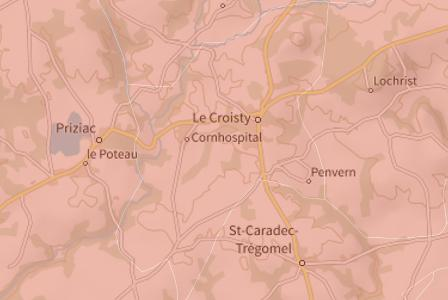 Lochrist
Le Croisty
Priziac
Cornhospital
le Poteau
Penvern
St-Caradec-
Trégomel